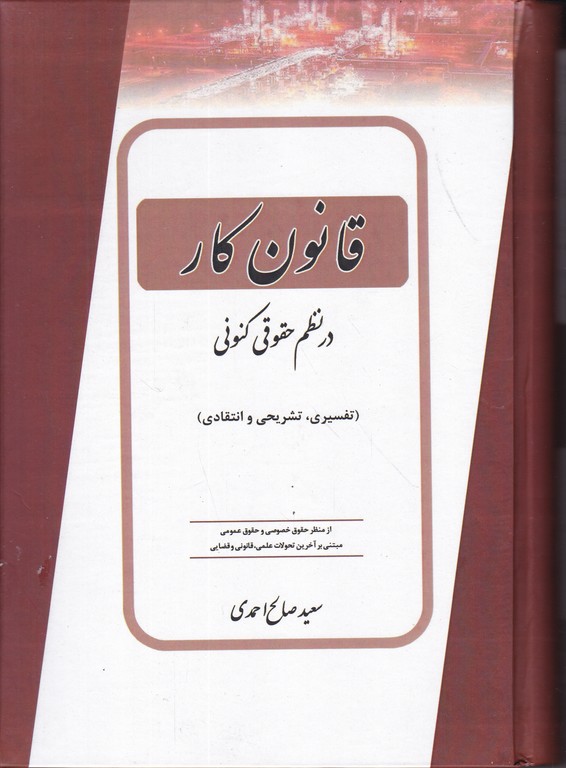 قانون کار
در نظم حقوقی کنونی
(تفسیری، تشریحی و انتقادی)
از منظر حقوق خصوصی و حقوق عمومی
مبتنی بر آخرین تحولات علمی، قانونی و قضایی
سعید صالح احمدی